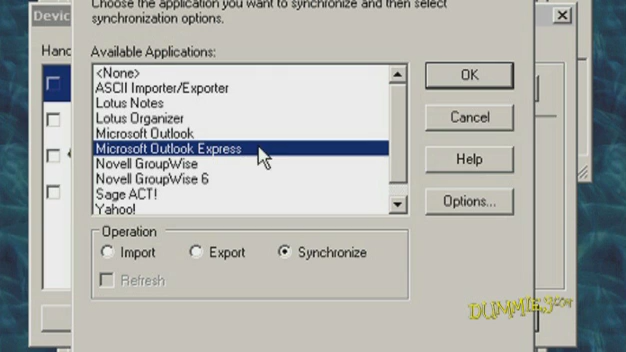 Choose the application you want to synchronize and then select
synchronization options.
Devic
Hand
Available Applications:
<None>
ASCII Importer/Exporter
Lotus Notes
Lotus Organizer
Microsoft Outlook
Microsoft Outlook Express
Novell GroupWise
Novell GroupWise 6
Sage ACT!
Yahoo!
OK
Cancel
Help
Options...
Operation
Import
Export
Synchronize
Refresh
DUMMIES.COM